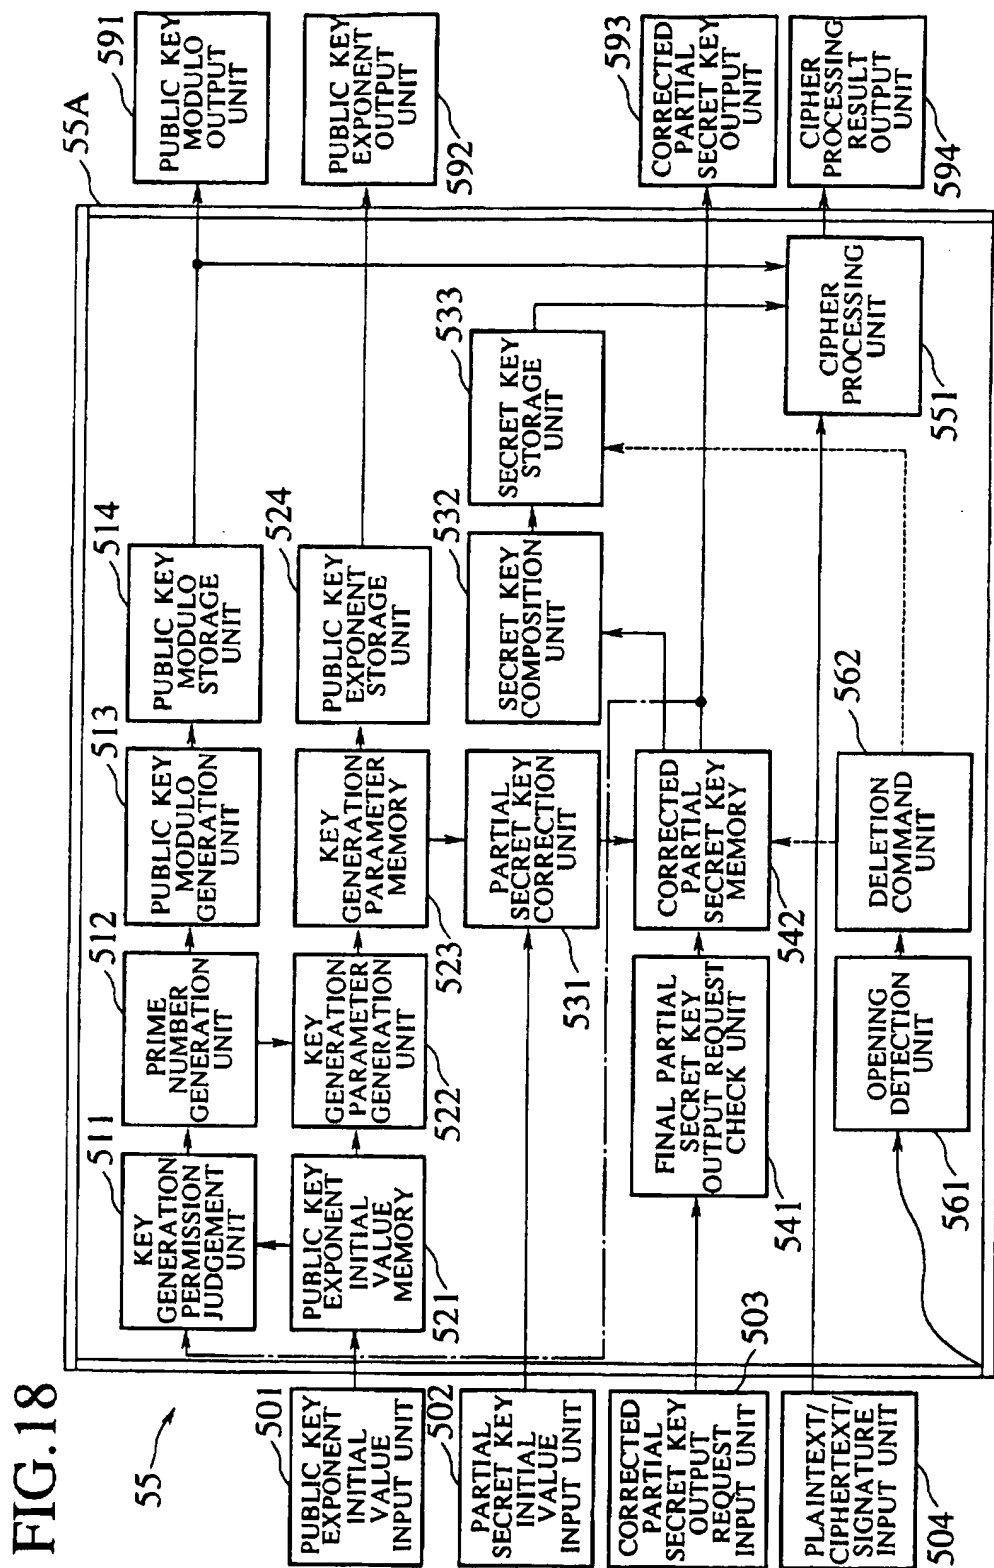 FIG.18
55
55A
501
PUBLIC KEY
EXPONENT
INITIAL
VALUE
INPUT UNIT
502
PARTIAL
SECRET KEY
INITIAL
VALUE
INPUT UNIT
CORRECTED
PARTIAL
SECRET KEY
OUTPUT
REQUEST
INPUT UNIT
503
PLAINTEXT/
CIPHERTEXT/
SIGNATURE
INPUT UNIT
504
511
KEY
GENERATION
PERMISSION
JUDGEMENT
UNIT
512
PRIME
NUMBER
GENERATION
UNIT
513
PUBLIC KEY
MODULO
GENERATION
UNIT
514
PUBLIC KEY
MODULO
STORAGE
UNIT
PUBLIC KEY
EXPONENT
INITIAL
VALUE
MEMORY
521
KEY
GENERATION
PARAMETER
GENERATION
UNIT
522
KEY
GENERATION
PARAMETER
MEMORY
523
524
PUBLIC KEY
EXPONENT
STORAGE
UNIT
PARTIAL
SECRET KEY
CORRECTION
UNIT
531
532
SECRET KEY
COMPOSITION
UNIT
533
SECRET KEY
STORAGE
UNIT
FINAL PARTIAL
SECRET KEY
OUTPUT REQUEST
CHECK UNIT
541
CORRECTED
PARTIAL
SECRET KEY
MEMORY
542
CIPHER
PROCESSING
UNIT
551
OPENING
DETECTION
UNIT
561
562
DELETION
COMMAND
UNIT
591
PUBLIC KEY
MODULO
OUTPUT
UNIT
PUBLIC KEY
EXPONENT
OUTPUT
UNIT
592
593
CORRECTED
PARTIAL
SECRET KEY
OUTPUT
UNIT
CIPHER
PROCESSING
RESULT
OUTPUT
UNIT
594